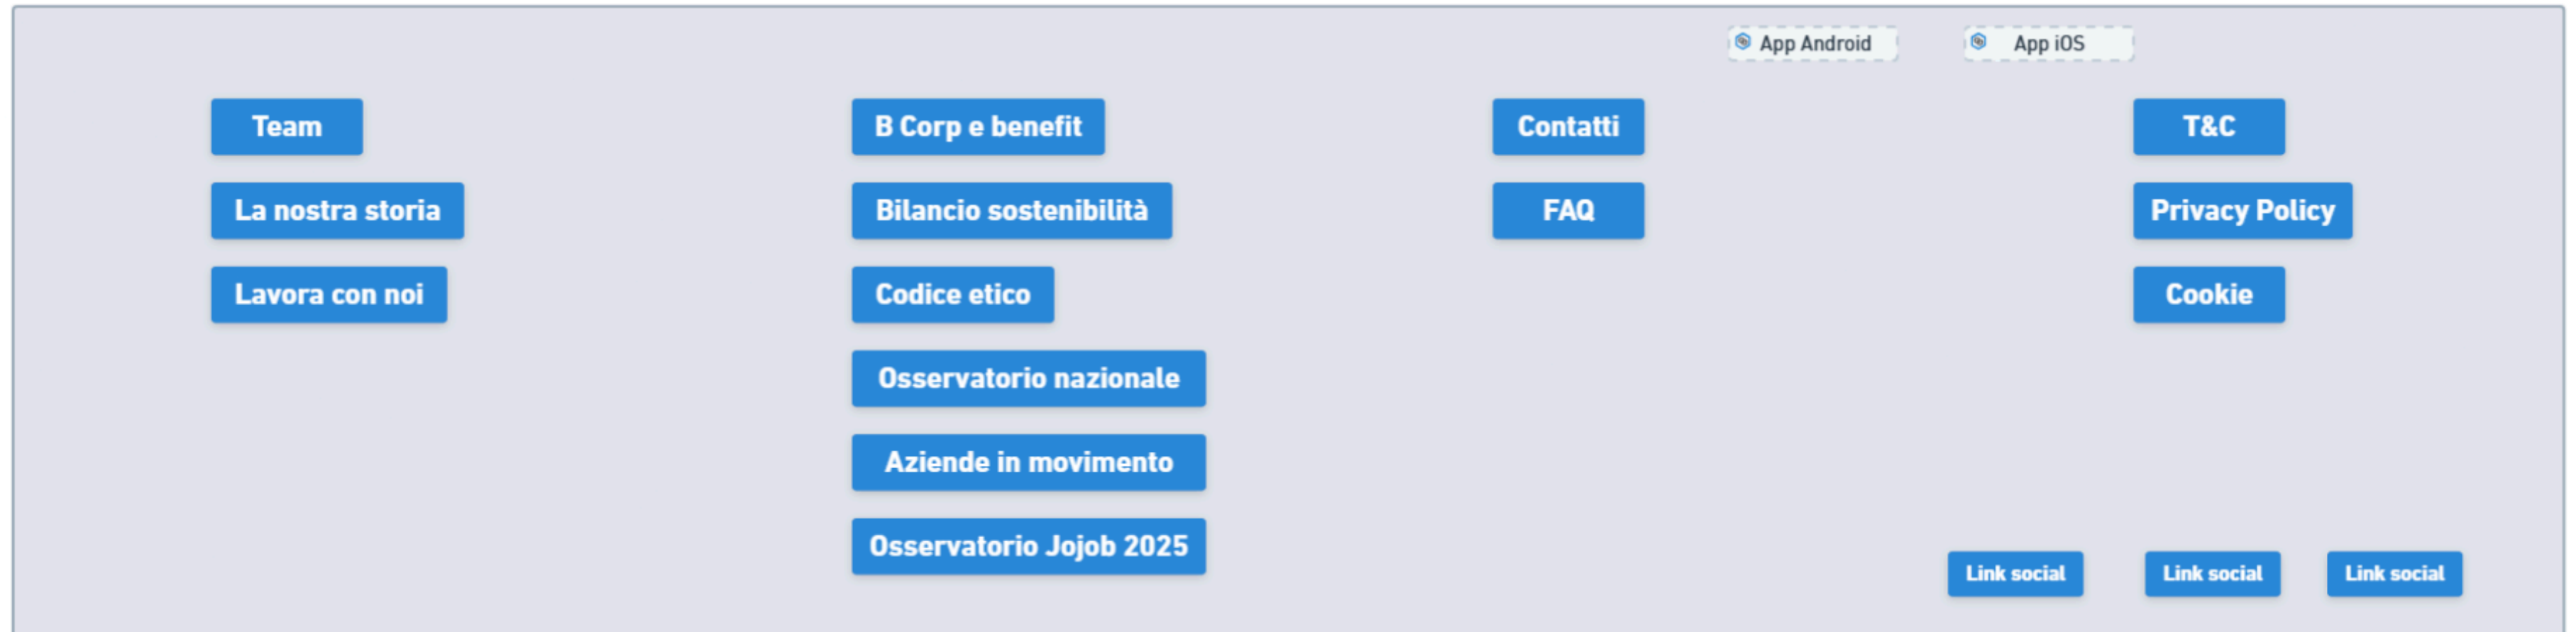 App Android
App iOS
Team
La nostra storia
Lavora con noi
B Corp e benefit
Bilancio sostenibilità
Codice etico
Osservatorio nazionale
Aziende in movimento
Osservatorio Jojob 2025
Contatti
FAQ
T&C
Privacy Policy
Cookie
Link social
Link social
Link social